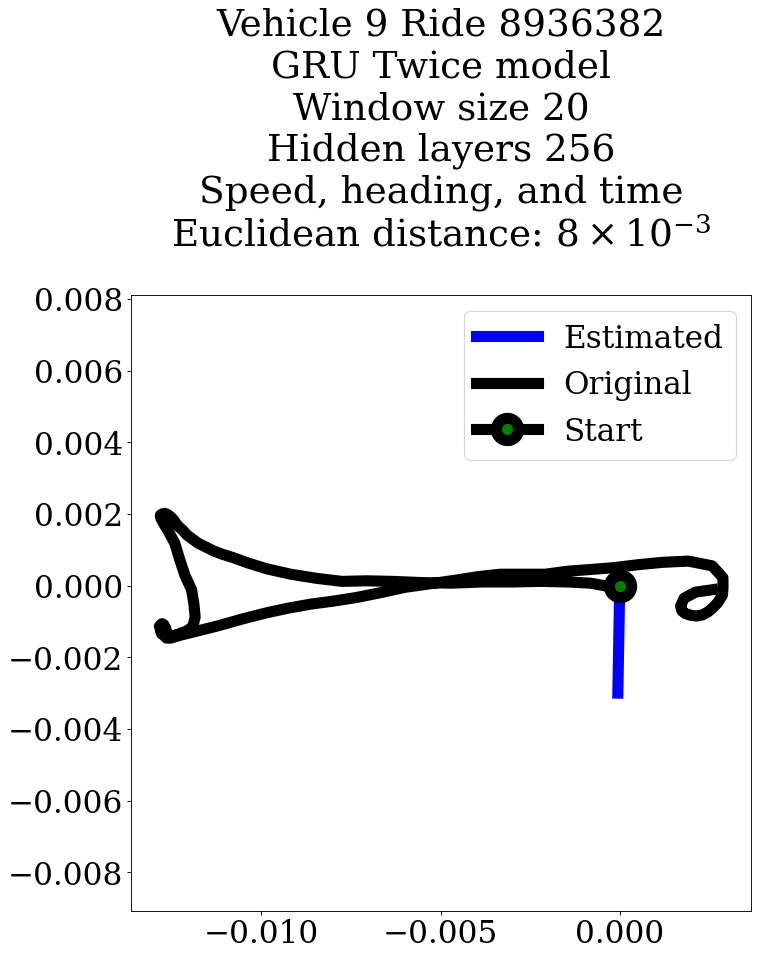 Vehicle 9 Ride 8936382
GRU Twice model
Window size 20
Hidden layers 256
Speed, heading, and time
Euclidean distance: 8 × 10⁻³
Estimated
Original
Start
0.008
0.006
0.004
0.002
0.000
−0.002
−0.004
−0.006
−0.008
−0.010
−0.005
0.000